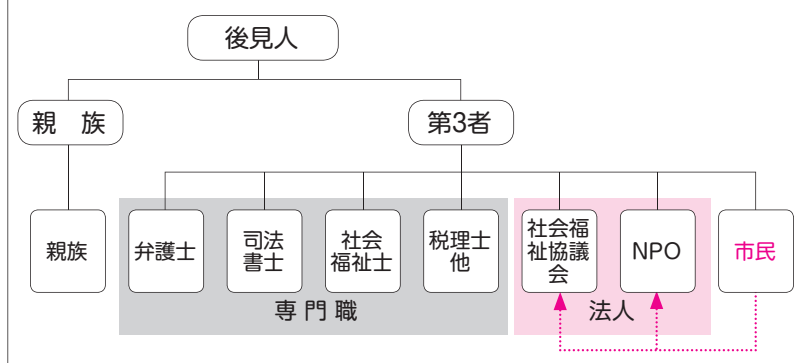 後見人
親　族
第3者
親族
弁護士
司法
書士
社会
福祉士
税理士
他
社会福
祉協議
会
NPO
市民
専門職
法人